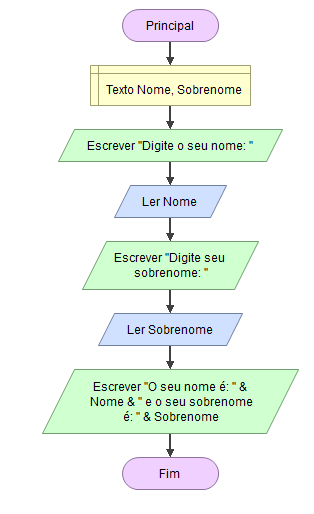 Principal
Texto Nome, Sobrenome
Escrever "Digite o seu nome: "
Ler Nome
Escrever "Digite seu
sobrenome: "
Ler Sobrenome
Escrever "O seu nome é: " &
Nome & " e o seu sobrenome
é: " & Sobrenome
Fim